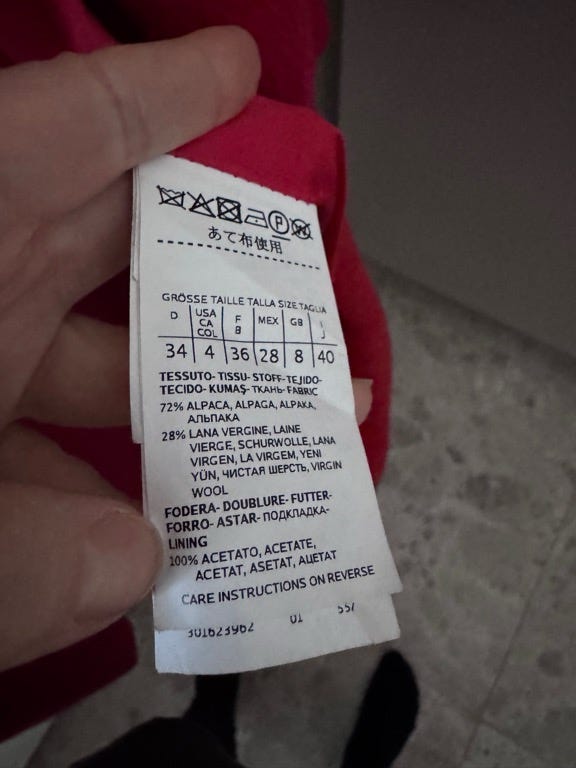 P W
あて布使用
GRÖSSE TAILLE TALLA SIZE TAGLIA
D USA CA COL F B MEX GB J
34 4 36 28 8 40
TESSUTO- TISSU- STOFF- TEJIDO-
TECIDO- KUMAŞ- ТКАНЬ- FABRIC
72% ALPACA, ALPAGA, ALPAKA,
АЛЬПАКА
28% LANA VERGINE, LAINE
VIERGE, SCHURWOLLE, LANA
VIRGEN, LA VIRGEM, YENI
YÜN, ЧИСТАЯ ШЕРСТЬ, VIRGIN
WOOL
FODERA- DOUBLURE- FUTTER-
FORRO- ASTAR- ПОДКЛАДКА-
LINING
100% ACETATO, ACETATE,
ACETAT, ASETAT, АЦЕТАТ
CARE INSTRUCTIONS ON REVERSE
301623962 01 557